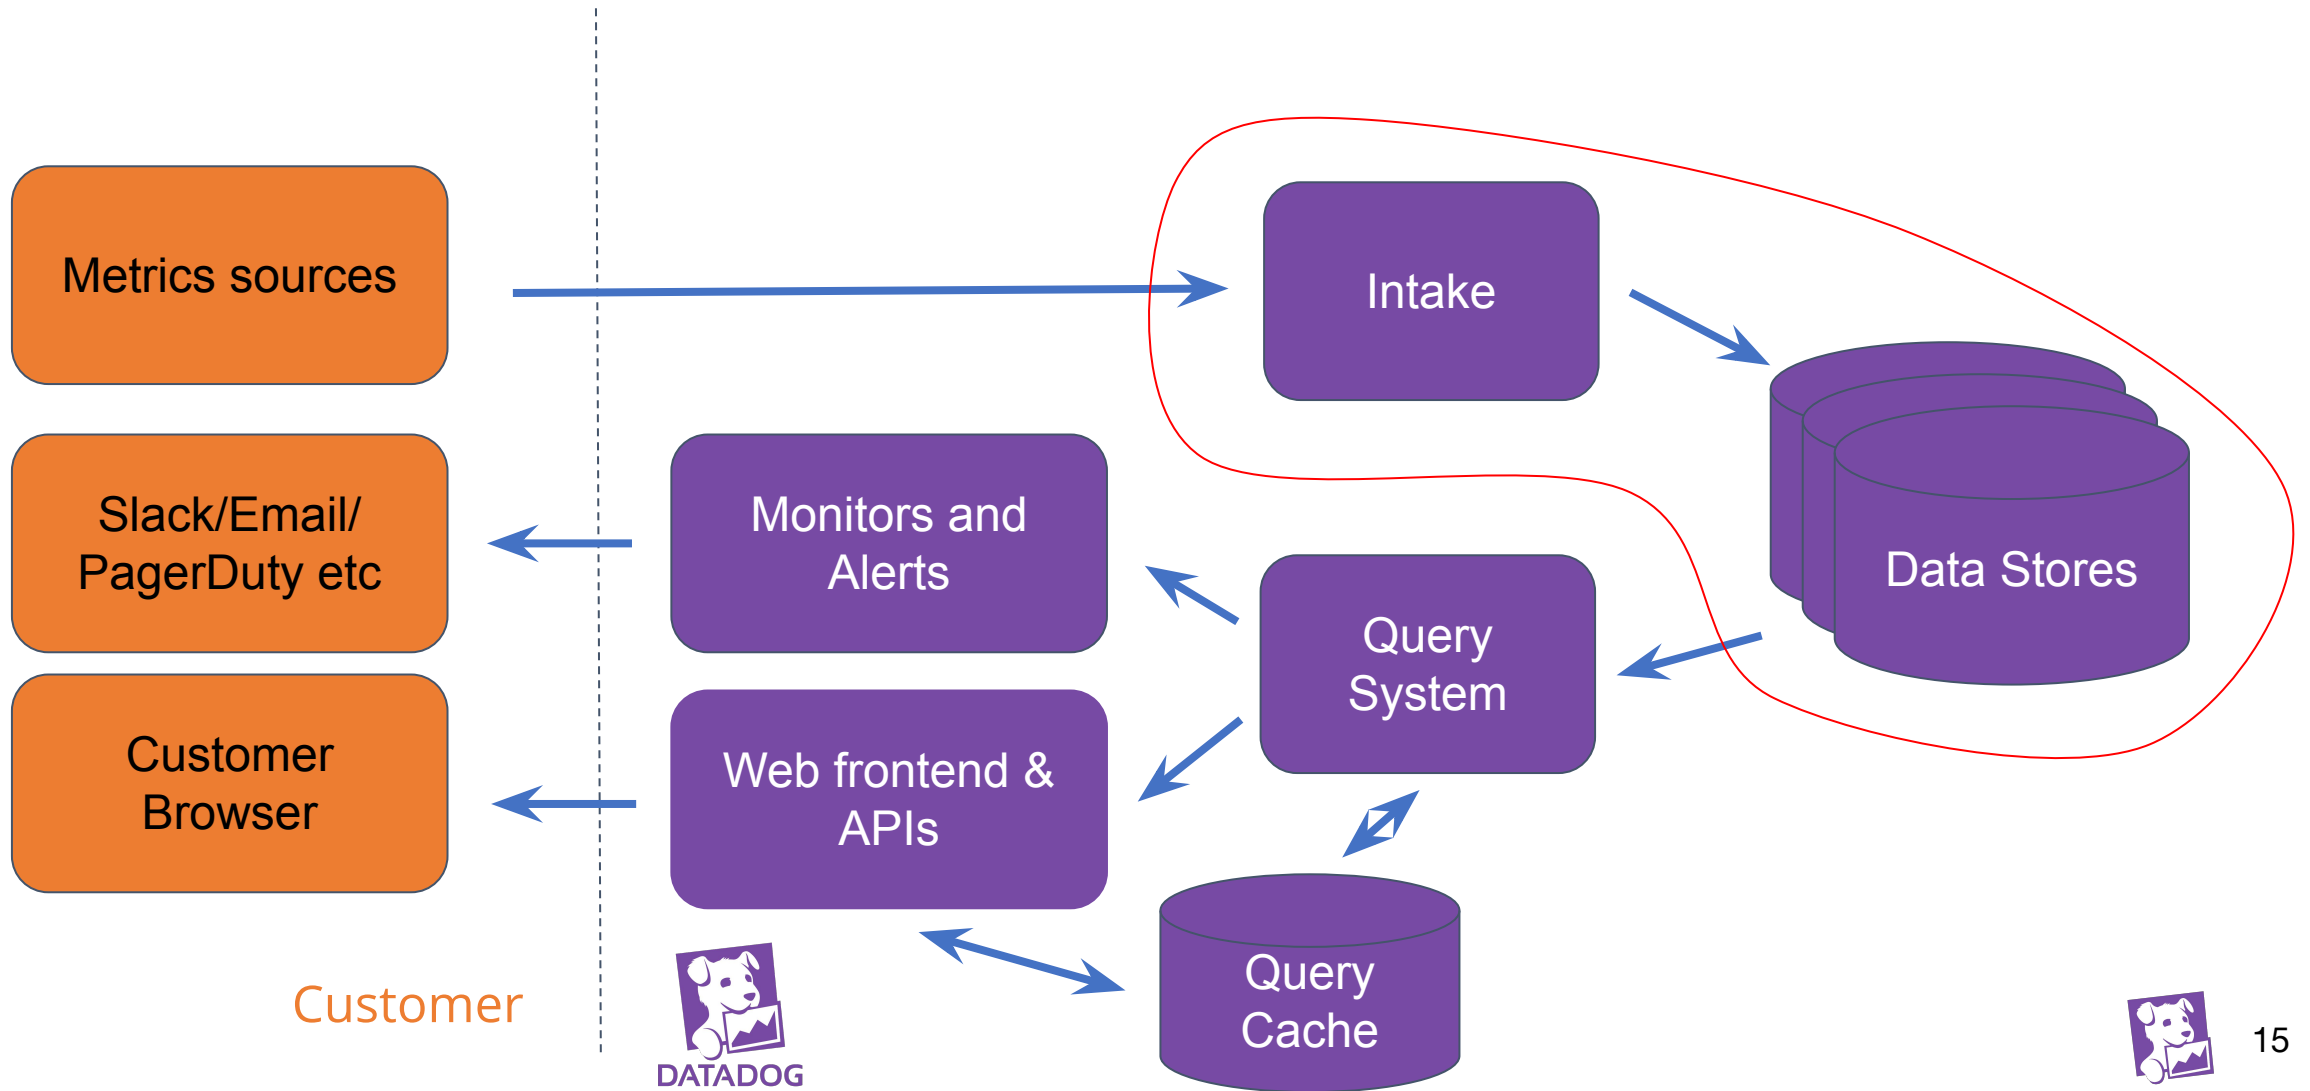 Metrics sources
Intake
Slack/Email/
PagerDuty etc
Monitors and
Alerts
Data Stores
Query
System
Customer
Browser
Web frontend &
APIs
Query
Cache
Customer
DATADOG
15